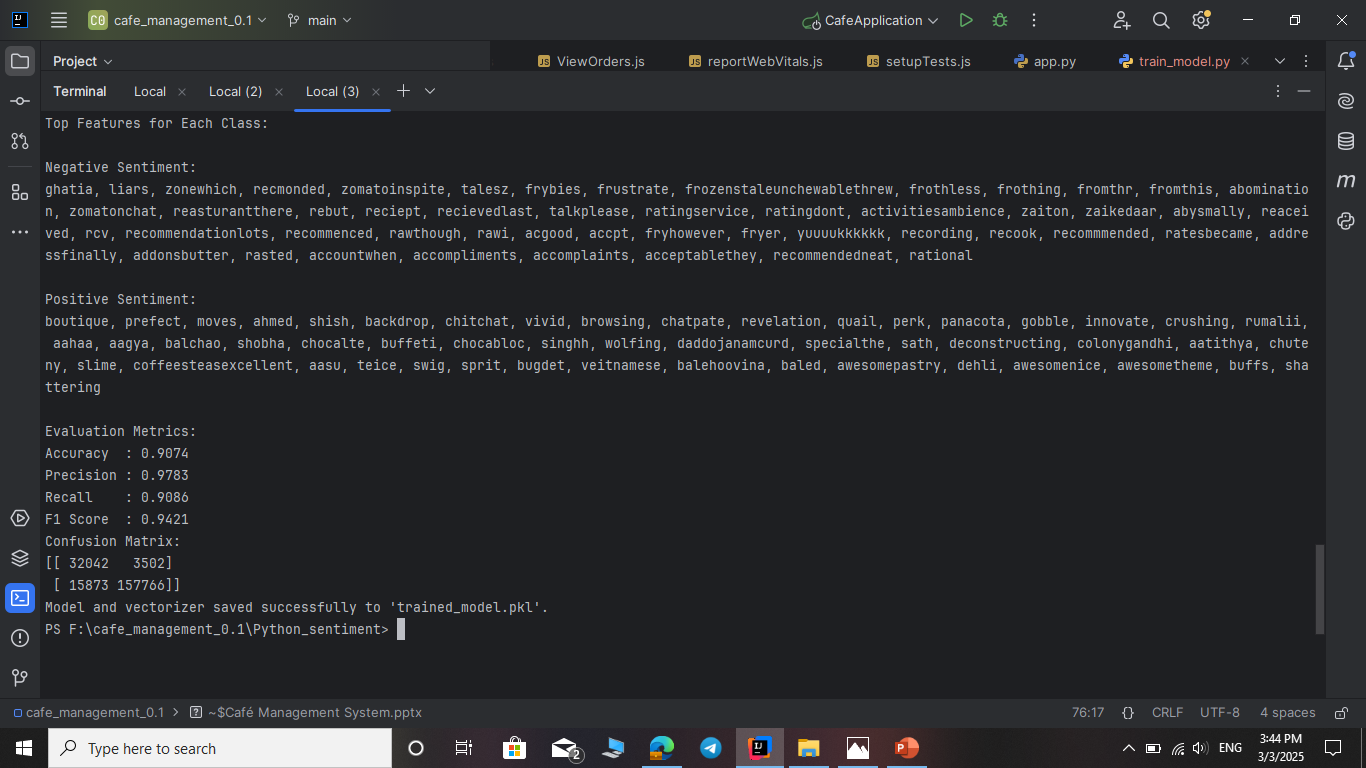 C0 cafe_management_0.1 main CafeApplication
Project ViewOrders.js reportWebVitals.js setupTests.js app.py train_model.py
Terminal Local Local (2) Local (3)
Top Features for Each Class:
Negative Sentiment:
ghatia, liars, zonewhich, recmonded, zomatoinspite, talesz, frybies, frustrate, frozenstaleunchewablethrew, frothless, frothing, fromthr, fromthis, abominatio
n, zomatonchat, reasturantthere, rebut, reciept, recievedlast, talkplease, ratingservice, ratingdont, activitiesambience, zaiton, zaikedaar, abysmally, reacei
ved, rcv, recommendationlots, recommenced, rawthough, rawi, acgood, accpt, fryhowever, fryer, yuuuukkkkkk, recording, recook, recommmended, ratesbecame, addre
ssfinally, addonsbutter, rasted, accountwhen, accompliments, accomplaints, acceptablethey, recommendedneat, rational
Positive Sentiment:
boutique, prefect, moves, ahmed, shish, backdrop, chitchat, vivid, browsing, chatpate, revelation, quail, perk, panacota, gobble, innovate, crushing, rumalii,
aahaa, aagya, balchao, shobha, chocalte, buffeti, chocabloc, singhh, wolfing, daddojanamcurd, specialthe, sath, deconstructing, colonygandhi, aatithya, chute
ny, slime, coffeesteasexcellent, aasu, teice, swig, sprit, bugdet, veitnamese, balehoovina, baled, awesomepastry, dehli, awesomenice, awesometheme, buffs, sha
ttering
Evaluation Metrics:
Accuracy : 0.9074
Precision : 0.9783
Recall : 0.9086
F1 Score : 0.9421
Confusion Matrix:
[[ 32042 3502]
[ 15873 157766]]
Model and vectorizer saved successfully to 'trained_model.pkl'.
PS F:\cafe_management_0.1\Python_sentiment>
cafe_management_0.1 > ~$Café Management System.pptx 76:17 {} CRLF UTF-8 4 spaces
Type here to search 2 ENG 3:44 PM
3/3/2025